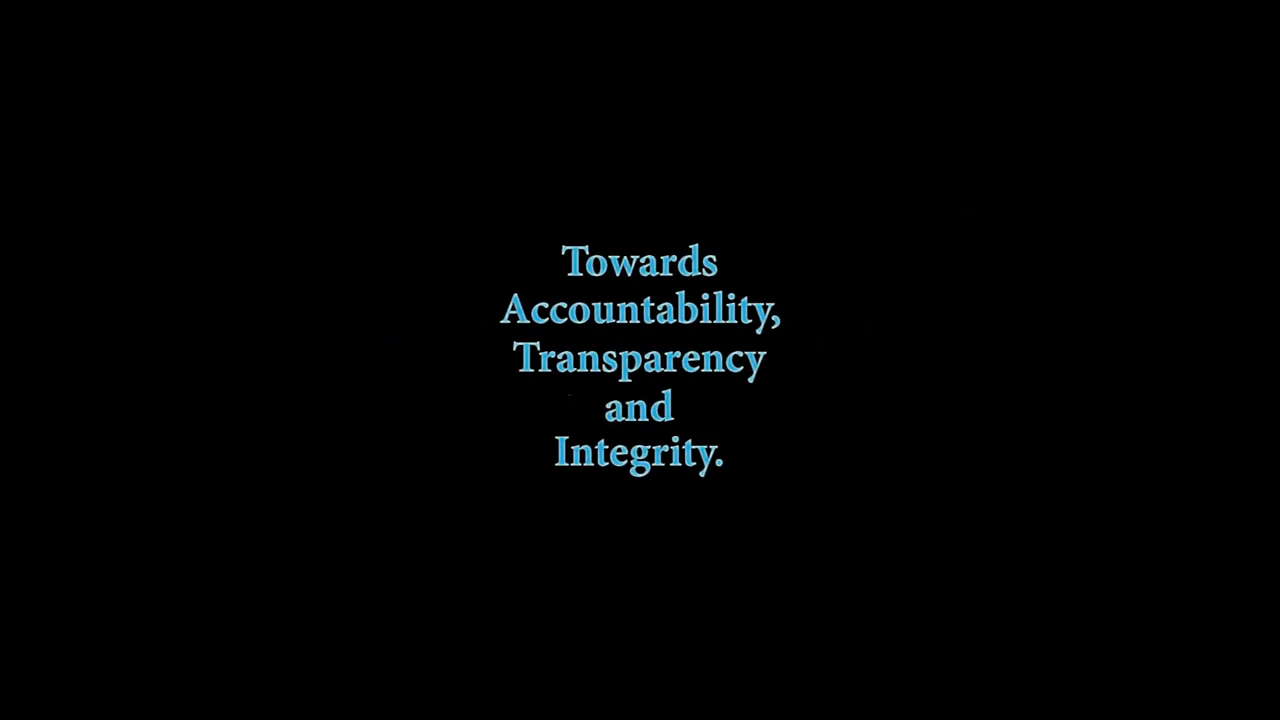 Towards
Accountability,
Transparency
and
Integrity.